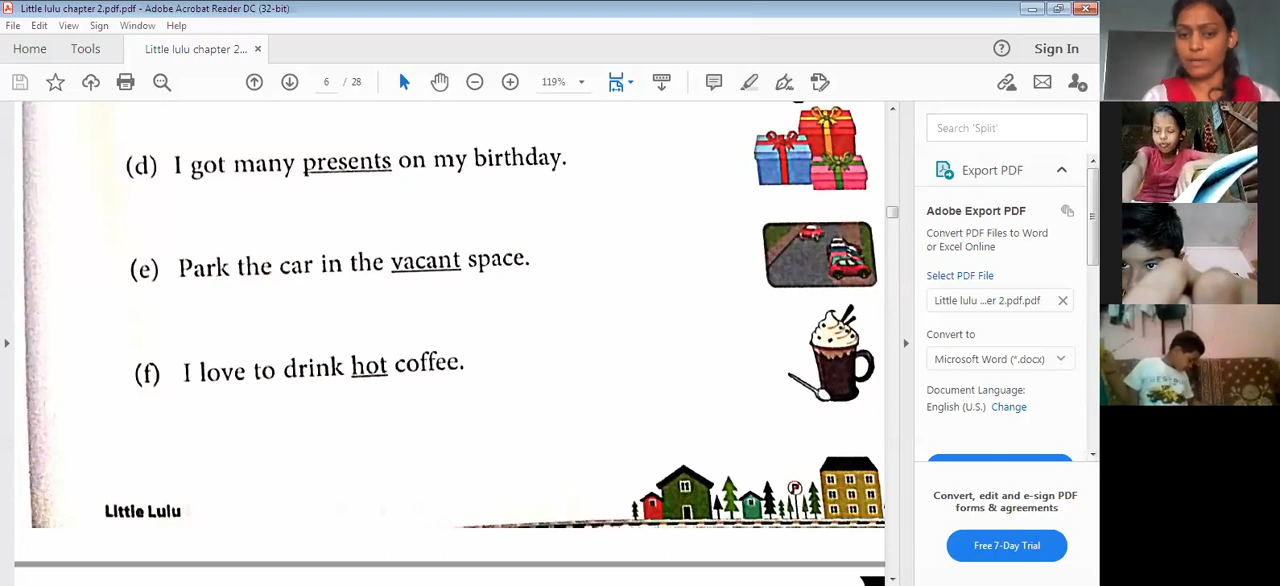 Little lulu chapter 2.pdf.pdf - Adobe Acrobat Reader DC (32-bit)
File Edit View Sign Window Help
Home Tools Little lulu chapter 2... × Sign In
6 / 28 119%
(d) I got many presents on my birthday.
(e) Park the car in the vacant space.
(f) I love to drink hot coffee.
P
Little Lulu
Search 'Split'
Export PDF
Adobe Export PDF
Convert PDF Files to Word
or Excel Online
Select PDF File
Little lulu ...er 2.pdf.pdf
Convert to
Microsoft Word (*.docx)
Document Language:
English (U.S.) Change
Convert, edit and e-sign PDF
forms & agreements
Free 7-Day Trial